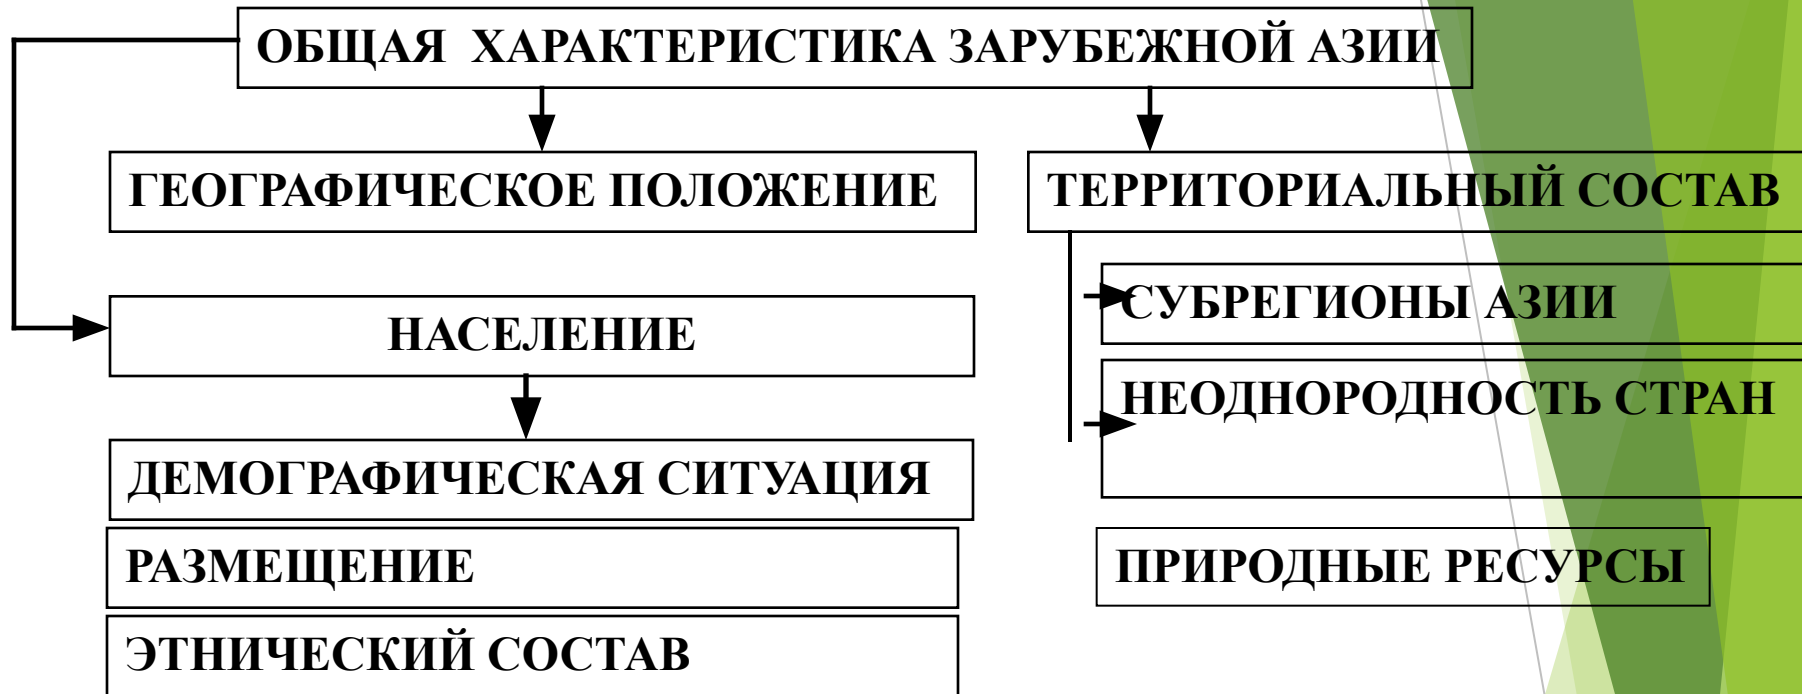 ОБЩАЯ ХАРАКТЕРИСТИКА ЗАРУБЕЖНОЙ АЗИИ
ГЕОГРАФИЧЕСКОЕ ПОЛОЖЕНИЕ
ТЕРРИТОРИАЛЬНЫЙ СОСТАВ
СУБРЕГИОНЫ АЗИИ
НАСЕЛЕНИЕ
НЕОДНОРОДНОСТЬ СТРАН
ДЕМОГРАФИЧЕСКАЯ СИТУАЦИЯ
РАЗМЕЩЕНИЕ
ПРИРОДНЫЕ РЕСУРСЫ
ЭТНИЧЕСКИЙ СОСТАВ